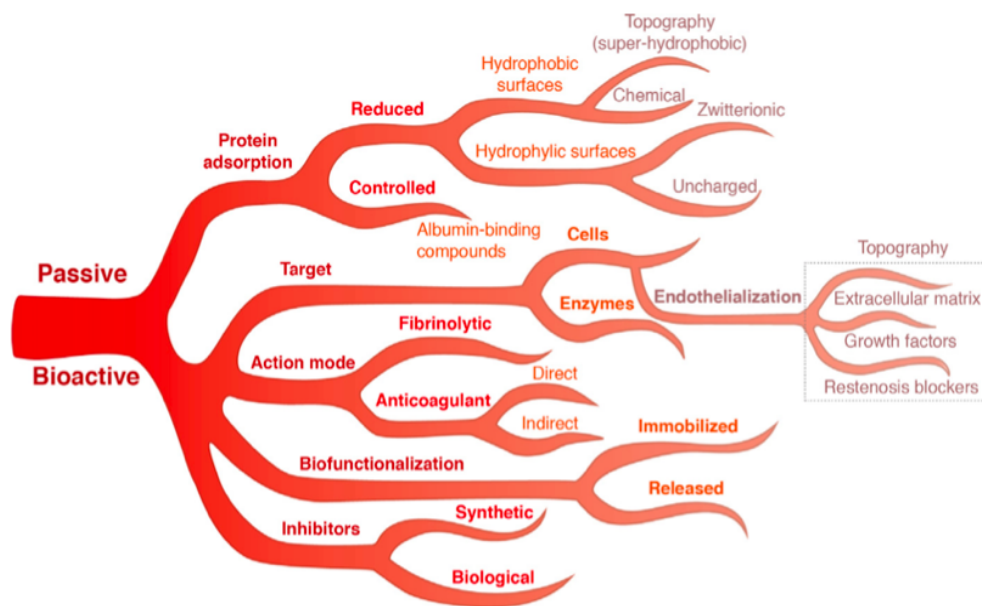 Topography
(super-hydrophobic)
Hydrophobic
surfaces
Chemical
Reduced
Zwitterionic
Protein
adsorption
Hydrophylic surfaces
Controlled
Uncharged
Albumin-binding
compounds
Cells
Passive
Target
Topography
Enzymes
Endothelialization
Extracellular matrix
Fibrinolytic
Growth factors
Bioactive
Action mode
Direct
Restenosis blockers
Anticoagulant
Indirect
Immobilized
Biofunctionalization
Released
Synthetic
Inhibitors
Biological